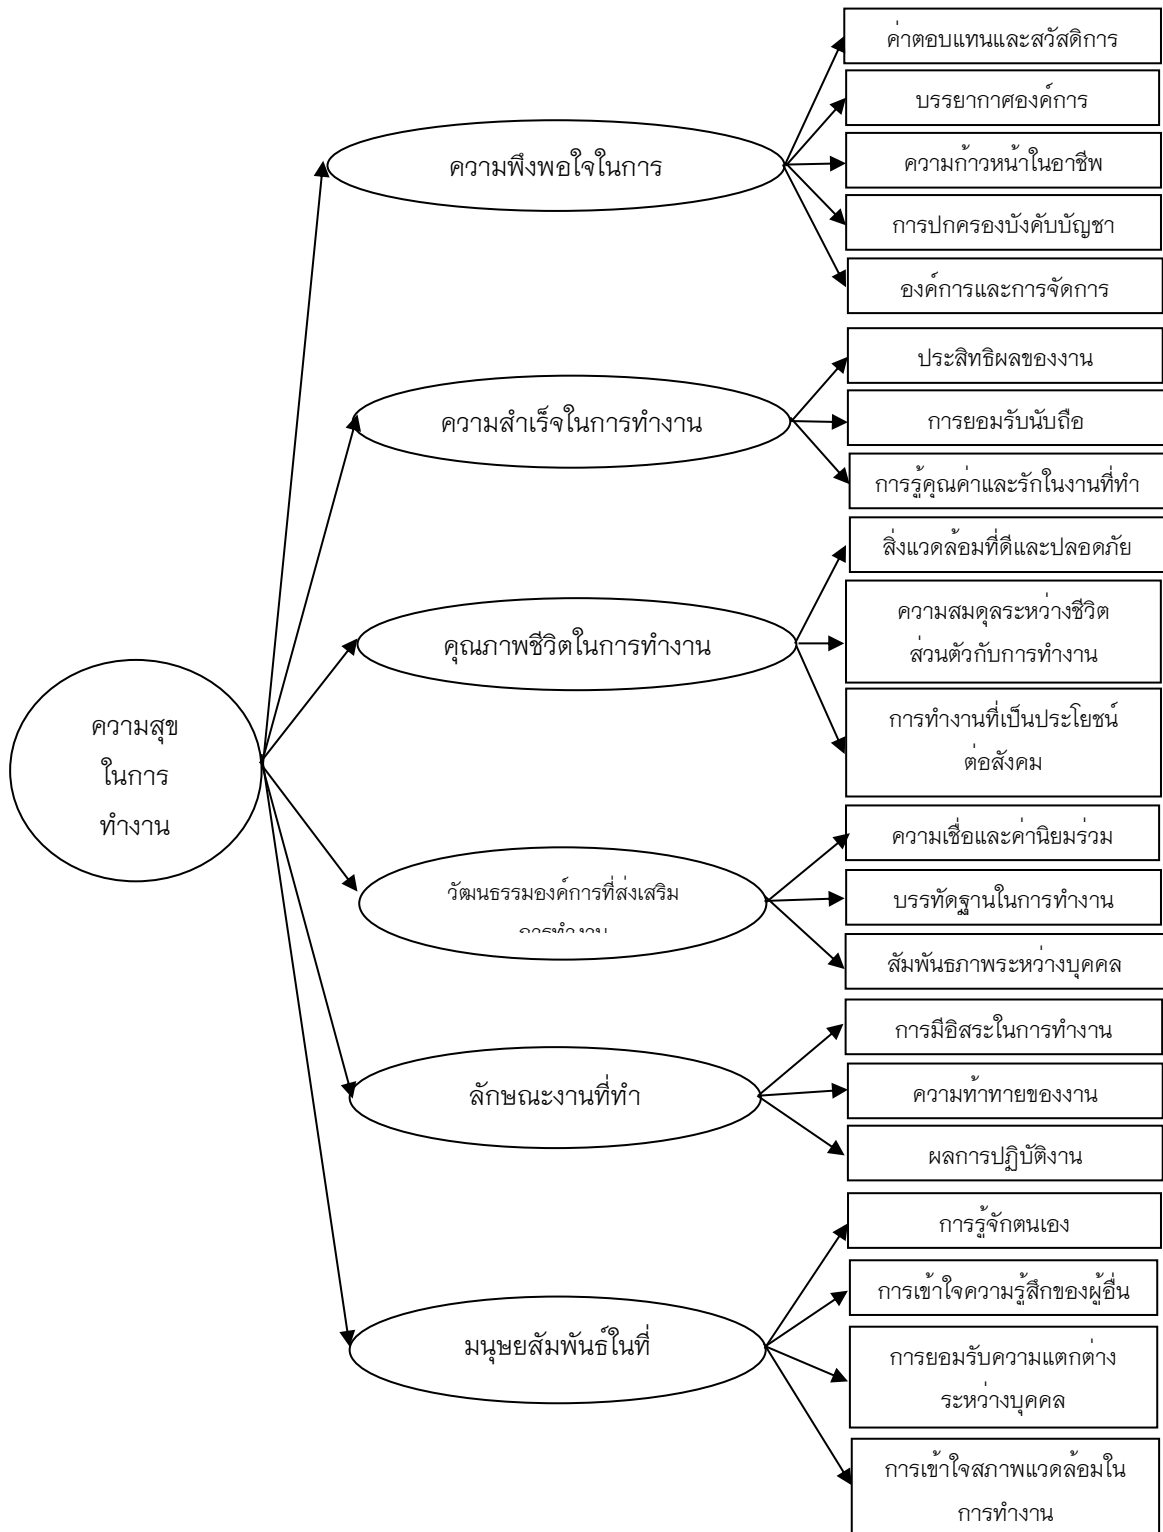 ค่าตอบแทนและสวัสดิการ
บรรยากาศองค์การ
ความพึงพอใจในการ
ความก้าวหน้าในอาชีพ
การปกครองบังคับบัญชา
องค์การและการจัดการ
ประสิทธิผลของงาน
ความสำเร็จในการทำงาน
การยอมรับนับถือ
การรู้คุณค่าและรักในงานที่ทำ
สิ่งแวดล้อมที่ดีและปลอดภัย
คุณภาพชีวิตในการทำงาน
ความสมดุลระหว่างชีวิต
ส่วนตัวกับการทำงาน
การทำงานที่เป็นประโยชน์
ต่อสังคม
ความสุข
ในการ
ทำงาน
ความเชื่อและค่านิยมร่วม
วัฒนธรรมองค์การที่ส่งเสริม
การทำงาน
บรรทัดฐานในการทำงาน
สัมพันธภาพระหว่างบุคคล
การมีอิสระในการทำงาน
ลักษณะงานที่ทำ
ความท้าทายของงาน
ผลการปฏิบัติงาน
การรู้จักตนเอง
การเข้าใจความรู้สึกของผู้อื่น
มนุษยสัมพันธ์ในที่
การยอมรับความแตกต่าง
ระหว่างบุคคล
การเข้าใจสภาพแวดล้อมใน
การทำงาน